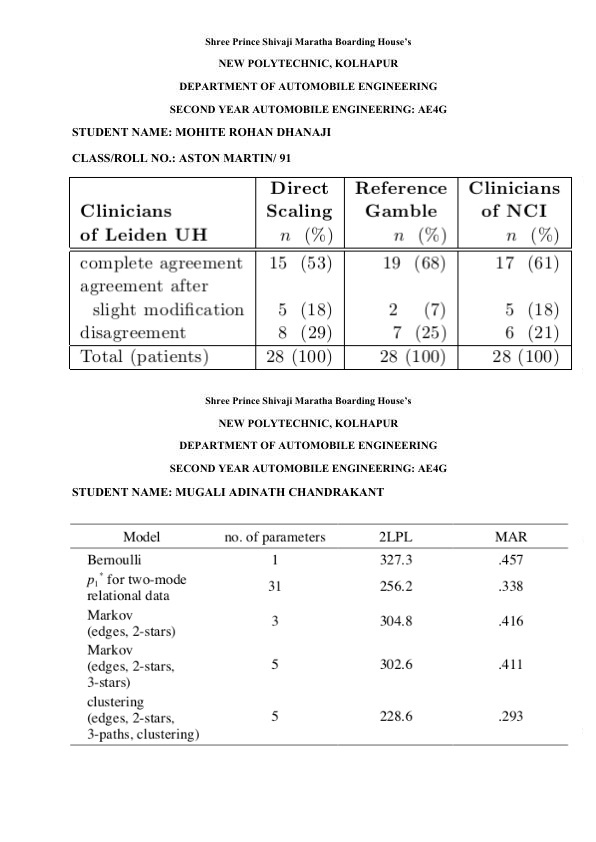 Shree Prince Shivaji Maratha Boarding House's
NEW POLYTECHNIC, KOLHAPUR
DEPARTMENT OF AUTOMOBILE ENGINEERING
SECOND YEAR AUTOMOBILE ENGINEERING: AE4G
STUDENT NAME: MOHITE ROHAN DHANAJI
CLASS/ROLL NO.: ASTON MARTIN/ 91
Direct Reference Clinicians
Clinicians Scaling Gamble of NCI
of Leiden UH n (%) n (%) n (%)
complete agreement 15 (53) 19 (68) 17 (61)
agreement after
slight modification 5 (18) 2 (7) 5 (18)
disagreement 8 (29) 7 (25) 6 (21)
Total (patients) 28 (100) 28 (100) 28 (100)
Shree Prince Shivaji Maratha Boarding House's
NEW POLYTECHNIC, KOLHAPUR
DEPARTMENT OF AUTOMOBILE ENGINEERING
SECOND YEAR AUTOMOBILE ENGINEERING: AE4G
STUDENT NAME: MUGALI ADINATH CHANDRAKANT
Model no. of parameters 2LPL MAR
Bernoulli 1 327.3 .457
p₁* for two-mode
relational data 31 256.2 .338
Markov
(edges, 2-stars) 3 304.8 .416
Markov
(edges, 2-stars, 5 302.6 .411
3-stars)
clustering
(edges, 2-stars, 5 228.6 .293
3-paths, clustering)